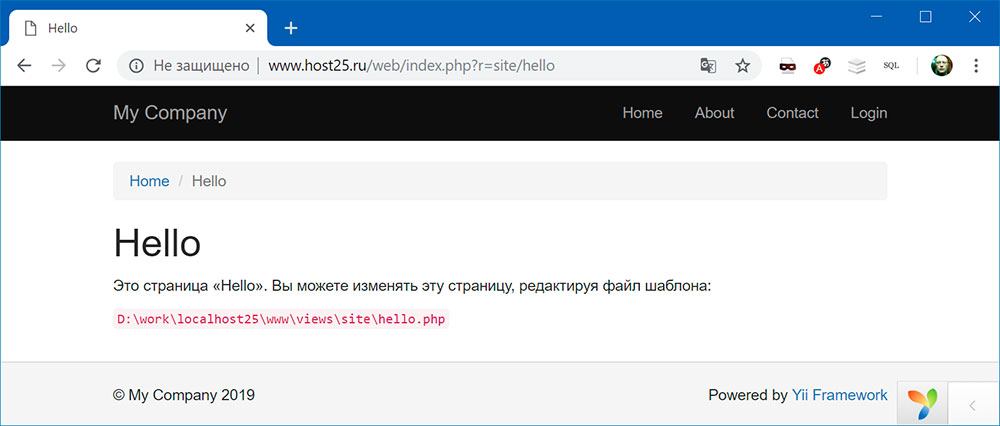 Hello
Не защищено | www.host25.ru/web/index.php?r=site/hello
SQL
My Company Home About Contact Login
Home / Hello
Hello
Это страница «Hello». Вы можете изменять эту страницу, редактируя файл шаблона:
D:\work\localhost25\www\views\site\hello.php
© My Company 2019 Powered by Yii Framework